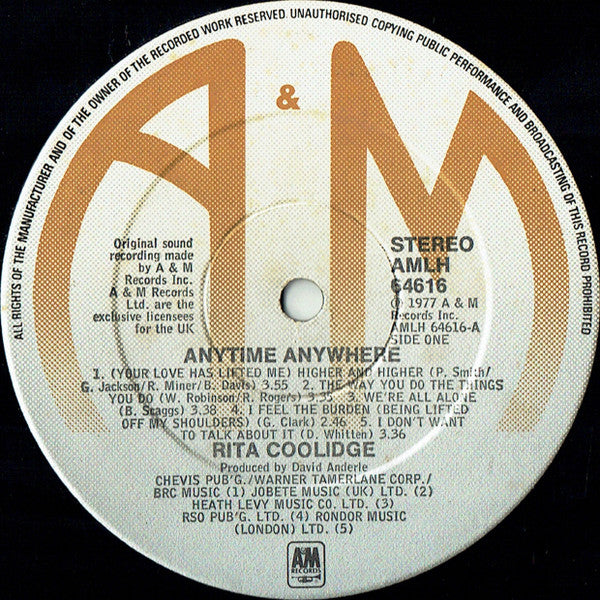 ALL RIGHTS OF THE MANUFACTURER AND OF THE OWNER OF THE RECORDED WORK RESERVED. UNAUTHORISED COPYING PUBLIC PERFORMANCE AND BROADCASTING OF THIS RECORD PROHIBITED
A & M
Original sound
recording made
by A & M
Records Inc.
A & M Records
Ltd. are the
exclusive licensees
for the UK
STEREO
AMLH
64616
℗ 1977 A & M
Records Inc.
AMLH 64616-A
SIDE ONE
ANYTIME ANYWHERE
1. (YOUR LOVE HAS LIFTED ME) HIGHER AND HIGHER (P. Smith/
G. Jackson/R. Miner/B. Davis) 3.55 2. THE WAY YOU DO THE THINGS
YOU DO (W. Robinson/R. Rogers) 3.35 3. WE'RE ALL ALONE
(B. Scaggs) 3.38 4. I FEEL THE BURDEN (BEING LIFTED
OFF MY SHOULDERS) (G. Clark) 2.46 5. I DON'T WANT
TO TALK ABOUT IT (D. Whitten) 3.36
RITA COOLIDGE
Produced by David Anderle
CHEVIS PUB'G./WARNER TAMERLANE CORP./
BRC MUSIC (1) JOBETE MUSIC (UK) LTD. (2)
HEATH LEVY MUSIC CO. LTD. (3)
RSO PUB'G. LTD. (4) RONDOR MUSIC
(LONDON) LTD. (5)
A&M
RECORDS